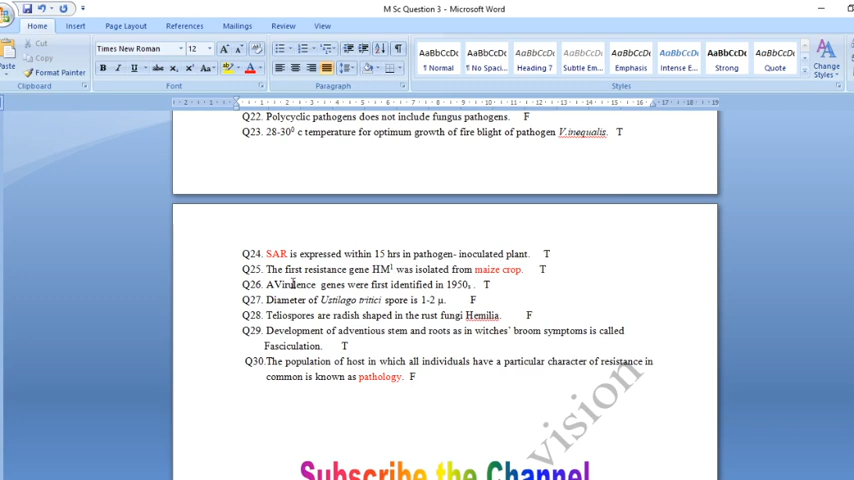 M Sc Question 3 - Microsoft Word
Home Insert Page Layout References Mailings Review View
Cut
Copy
Paste
Format Painter
Clipboard
Times New Roman 12
Font
Paragraph
AaBbCcDc AaBbCcDc AaBbCcDc AaBbCcDc AaBbCcDc AaBbCcDc AaBbCcDc AaBbCcDc
¶ Normal ¶ No Spaci... Heading 7 Subtle Em... Emphasis Intense E... Strong Quote
Change Styles
Styles
Q22. Polycyclic pathogens does not include fungus pathogens. F
Q23. 28-30⁰ c temperature for optimum growth of fire blight of pathogen V.inequalis. T
Q24. SAR is expressed within 15 hrs in pathogen- inoculated plant. T
Q25. The first resistance gene HM¹ was isolated from maize crop. T
Q26. AVirulence genes were first identified in 1950s . T
Q27. Diameter of Ustilago tritici spore is 1-2 µ. F
Q28. Teliospores are radish shaped in the rust fungi Hemilia. F
Q29. Development of adventious stem and roots as in witches' broom symptoms is called
Fasciculation. T
Q30.The population of host in which all individuals have a particular character of resistance in
common is known as pathology. F
vision
Subscribe the Channel